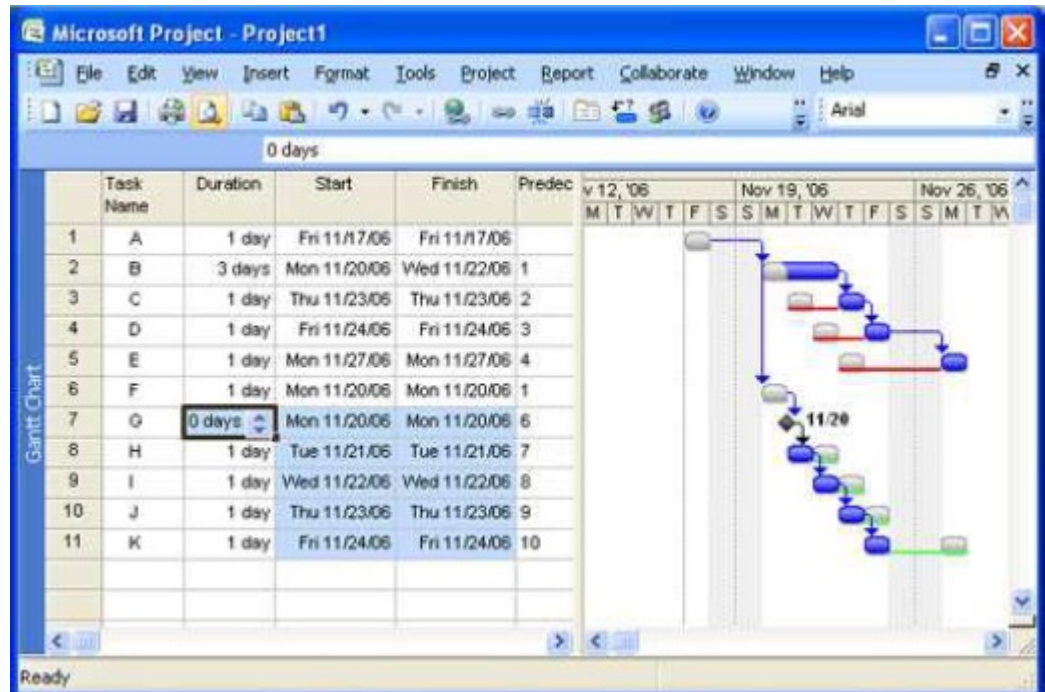 Microsoft Project - Project1
File Edit View Insert Format Tools Project Report Collaborate Window Help
Arial
0 days
Task Name Duration Start Finish Predec v 12, '06 Nov 19, '06 Nov 26, '06
M T W T F S S M T W T F S S M T W
1 A 1 day Fri 11/17/06 Fri 11/17/06
2 B 3 days Mon 11/20/06 Wed 11/22/06 1
3 C 1 day Thu 11/23/06 Thu 11/23/06 2
4 D 1 day Fri 11/24/06 Fri 11/24/06 3
5 E 1 day Mon 11/27/06 Mon 11/27/06 4
6 F 1 day Mon 11/20/06 Mon 11/20/06 1
7 G 0 days Mon 11/20/06 Mon 11/20/06 6 11/20
8 H 1 day Tue 11/21/06 Tue 11/21/06 7
9 I 1 day Wed 11/22/06 Wed 11/22/06 8
10 J 1 day Thu 11/23/06 Thu 11/23/06 9
11 K 1 day Fri 11/24/06 Fri 11/24/06 10
Gantt Chart
Ready